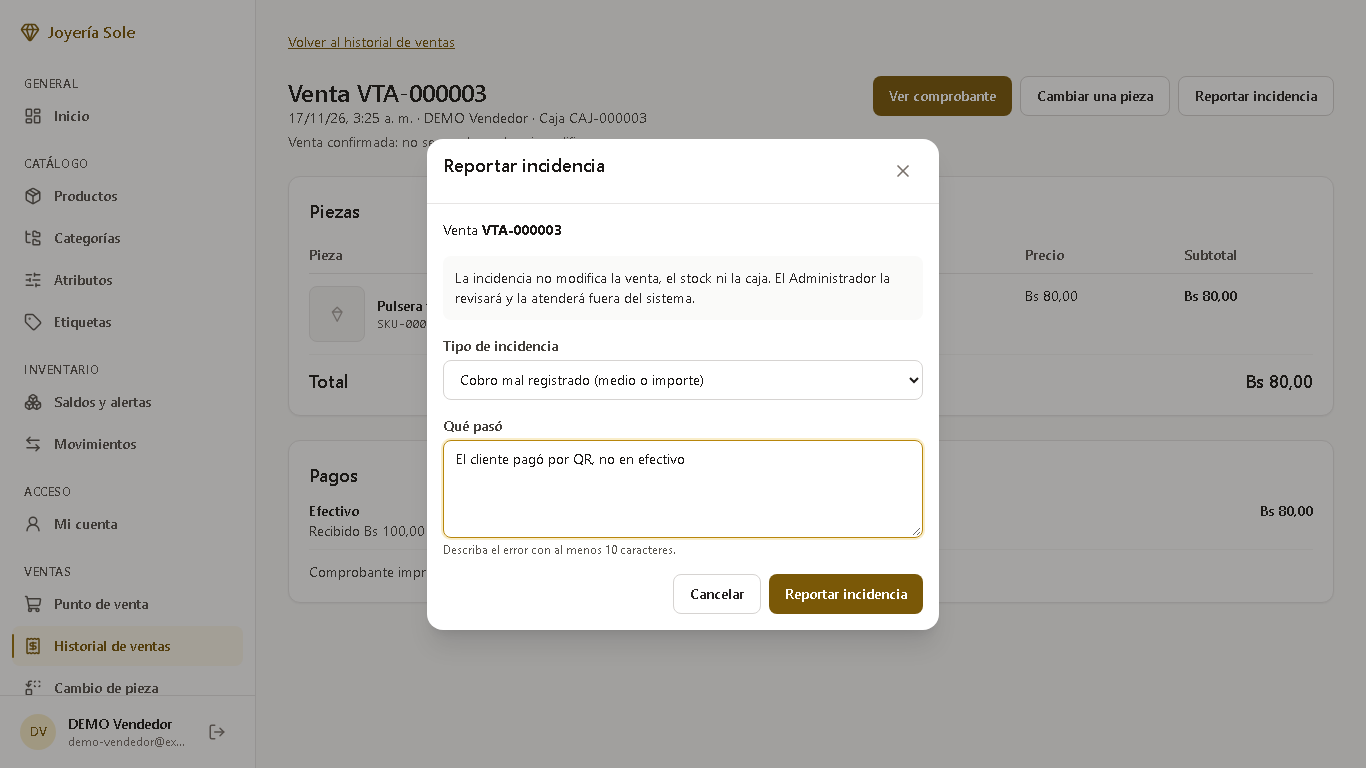 Joyería Sole
GENERAL
Inicio
CATÁLOGO
Productos
Categorías
Atributos
Etiquetas
INVENTARIO
Saldos y alertas
Movimientos
ACCESO
Mi cuenta
VENTAS
Punto de venta
Historial de ventas
Cambio de pieza
DV
DEMO Vendedor
demo-vendedor@ex...
Volver al historial de ventas
Venta VTA-000003
17/11/26, 3:25 a. m. · DEMO Vendedor · Caja CAJ-000003
Venta confirmada: no se
Ver comprobante
Cambiar una pieza
Reportar incidencia
Piezas
Pieza
Precio
Subtotal
Pulsera
SKU-000
Bs 80,00
Bs 80,00
Total
Bs 80,00
Pagos
Efectivo
Bs 80,00
Recibido Bs 100,00
Comprobante impr
Reportar incidencia
Venta VTA-000003
La incidencia no modifica la venta, el stock ni la caja. El Administrador la
revisará y la atenderá fuera del sistema.
Tipo de incidencia
Cobro mal registrado (medio o importe)
Qué pasó
El cliente pagó por QR, no en efectivo
Describa el error con al menos 10 caracteres.
Cancelar
Reportar incidencia